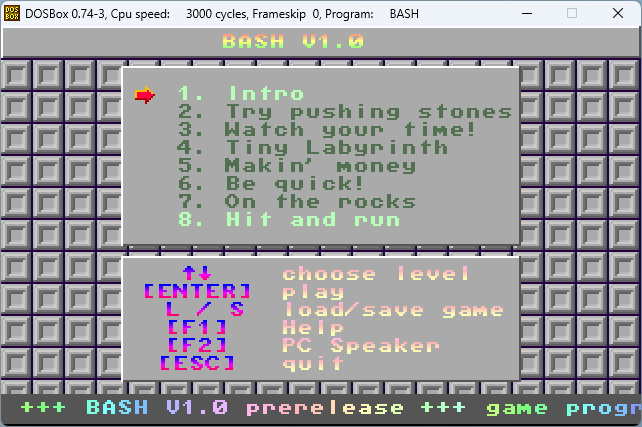 DOSBox 0.74-3, Cpu speed: 3000 cycles, Frameskip 0, Program: BASH
BASH V1.0
1. Intro
2. Try pushing stones
3. Watch your time!
4. Tiny Labyrinth
5. Makin' money
6. Be quick!
7. On the rocks
8. Hit and run
↑↓ choose level
[ENTER] play
L / S load/save game
[F1] Help
[F2] PC Speaker
[ESC] quit
+++ BASH V1.0 prerelease +++ game progr